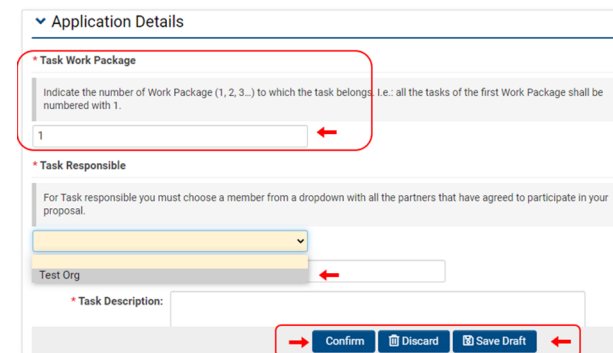 Application Details
* Task Work Package
Indicate the number of Work Package (1, 2, 3...) to which the task belongs. I.e.: all the tasks of the first Work Package shall be
numbered with 1.
1
* Task Responsible
For Task responsible you must choose a member from a dropdown with all the partners that have agreed to participate in your
proposal.
Test Org
* Task Description:
Confirm Discard Save Draft